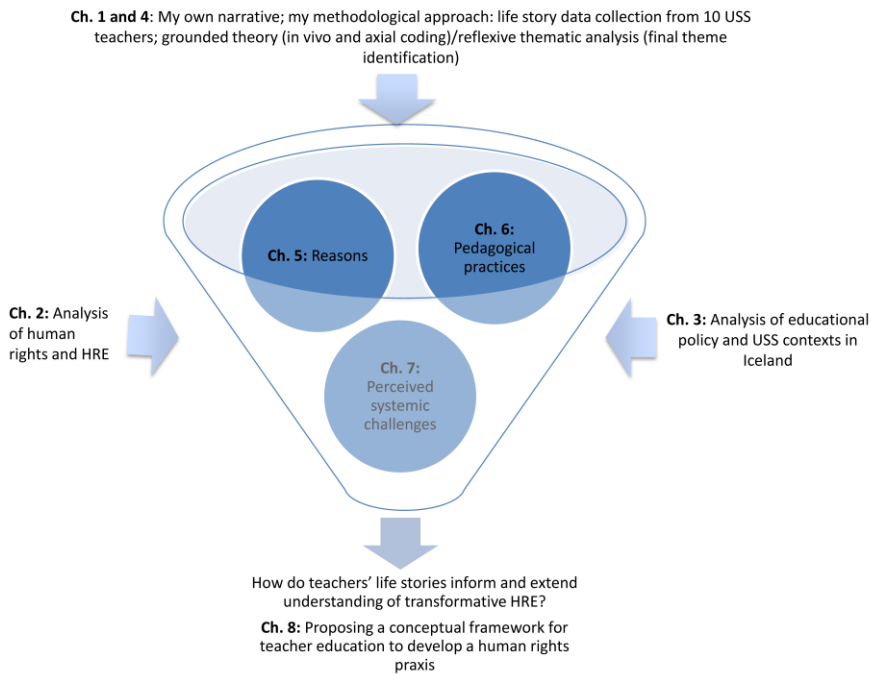 Ch. 1 and 4: My own narrative; my methodological approach: life story data collection from 10 USS
teachers; grounded theory (in vivo and axial coding)/reflexive thematic analysis (final theme
identification)
Ch. 5: Reasons
Ch. 6:
Pedagogical
practices
Ch. 2: Analysis
of human
rights and HRE
Ch. 3: Analysis of educational
policy and USS contexts in
Iceland
Ch. 7:
Perceived
systemic
challenges
How do teachers’ life stories inform and extend
understanding of transformative HRE?
Ch. 8: Proposing a conceptual framework for
teacher education to develop a human rights
praxis